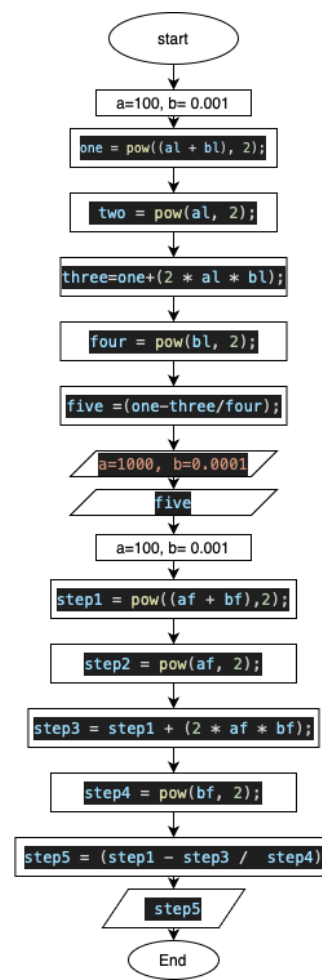 start
a=100, b= 0.001
one = pow((al + bl), 2);
two = pow(al, 2);
three=one+(2 * al * bl);
four = pow(bl, 2);
five =(one-three/four);
a=1000, b=0.0001
five
a=100, b= 0.001
step1 = pow((af + bf),2);
step2 = pow(af, 2);
step3 = step1 + (2 * af * bf);
step4 = pow(bf, 2);
step5 = (step1 - step3 / step4)
step5
End